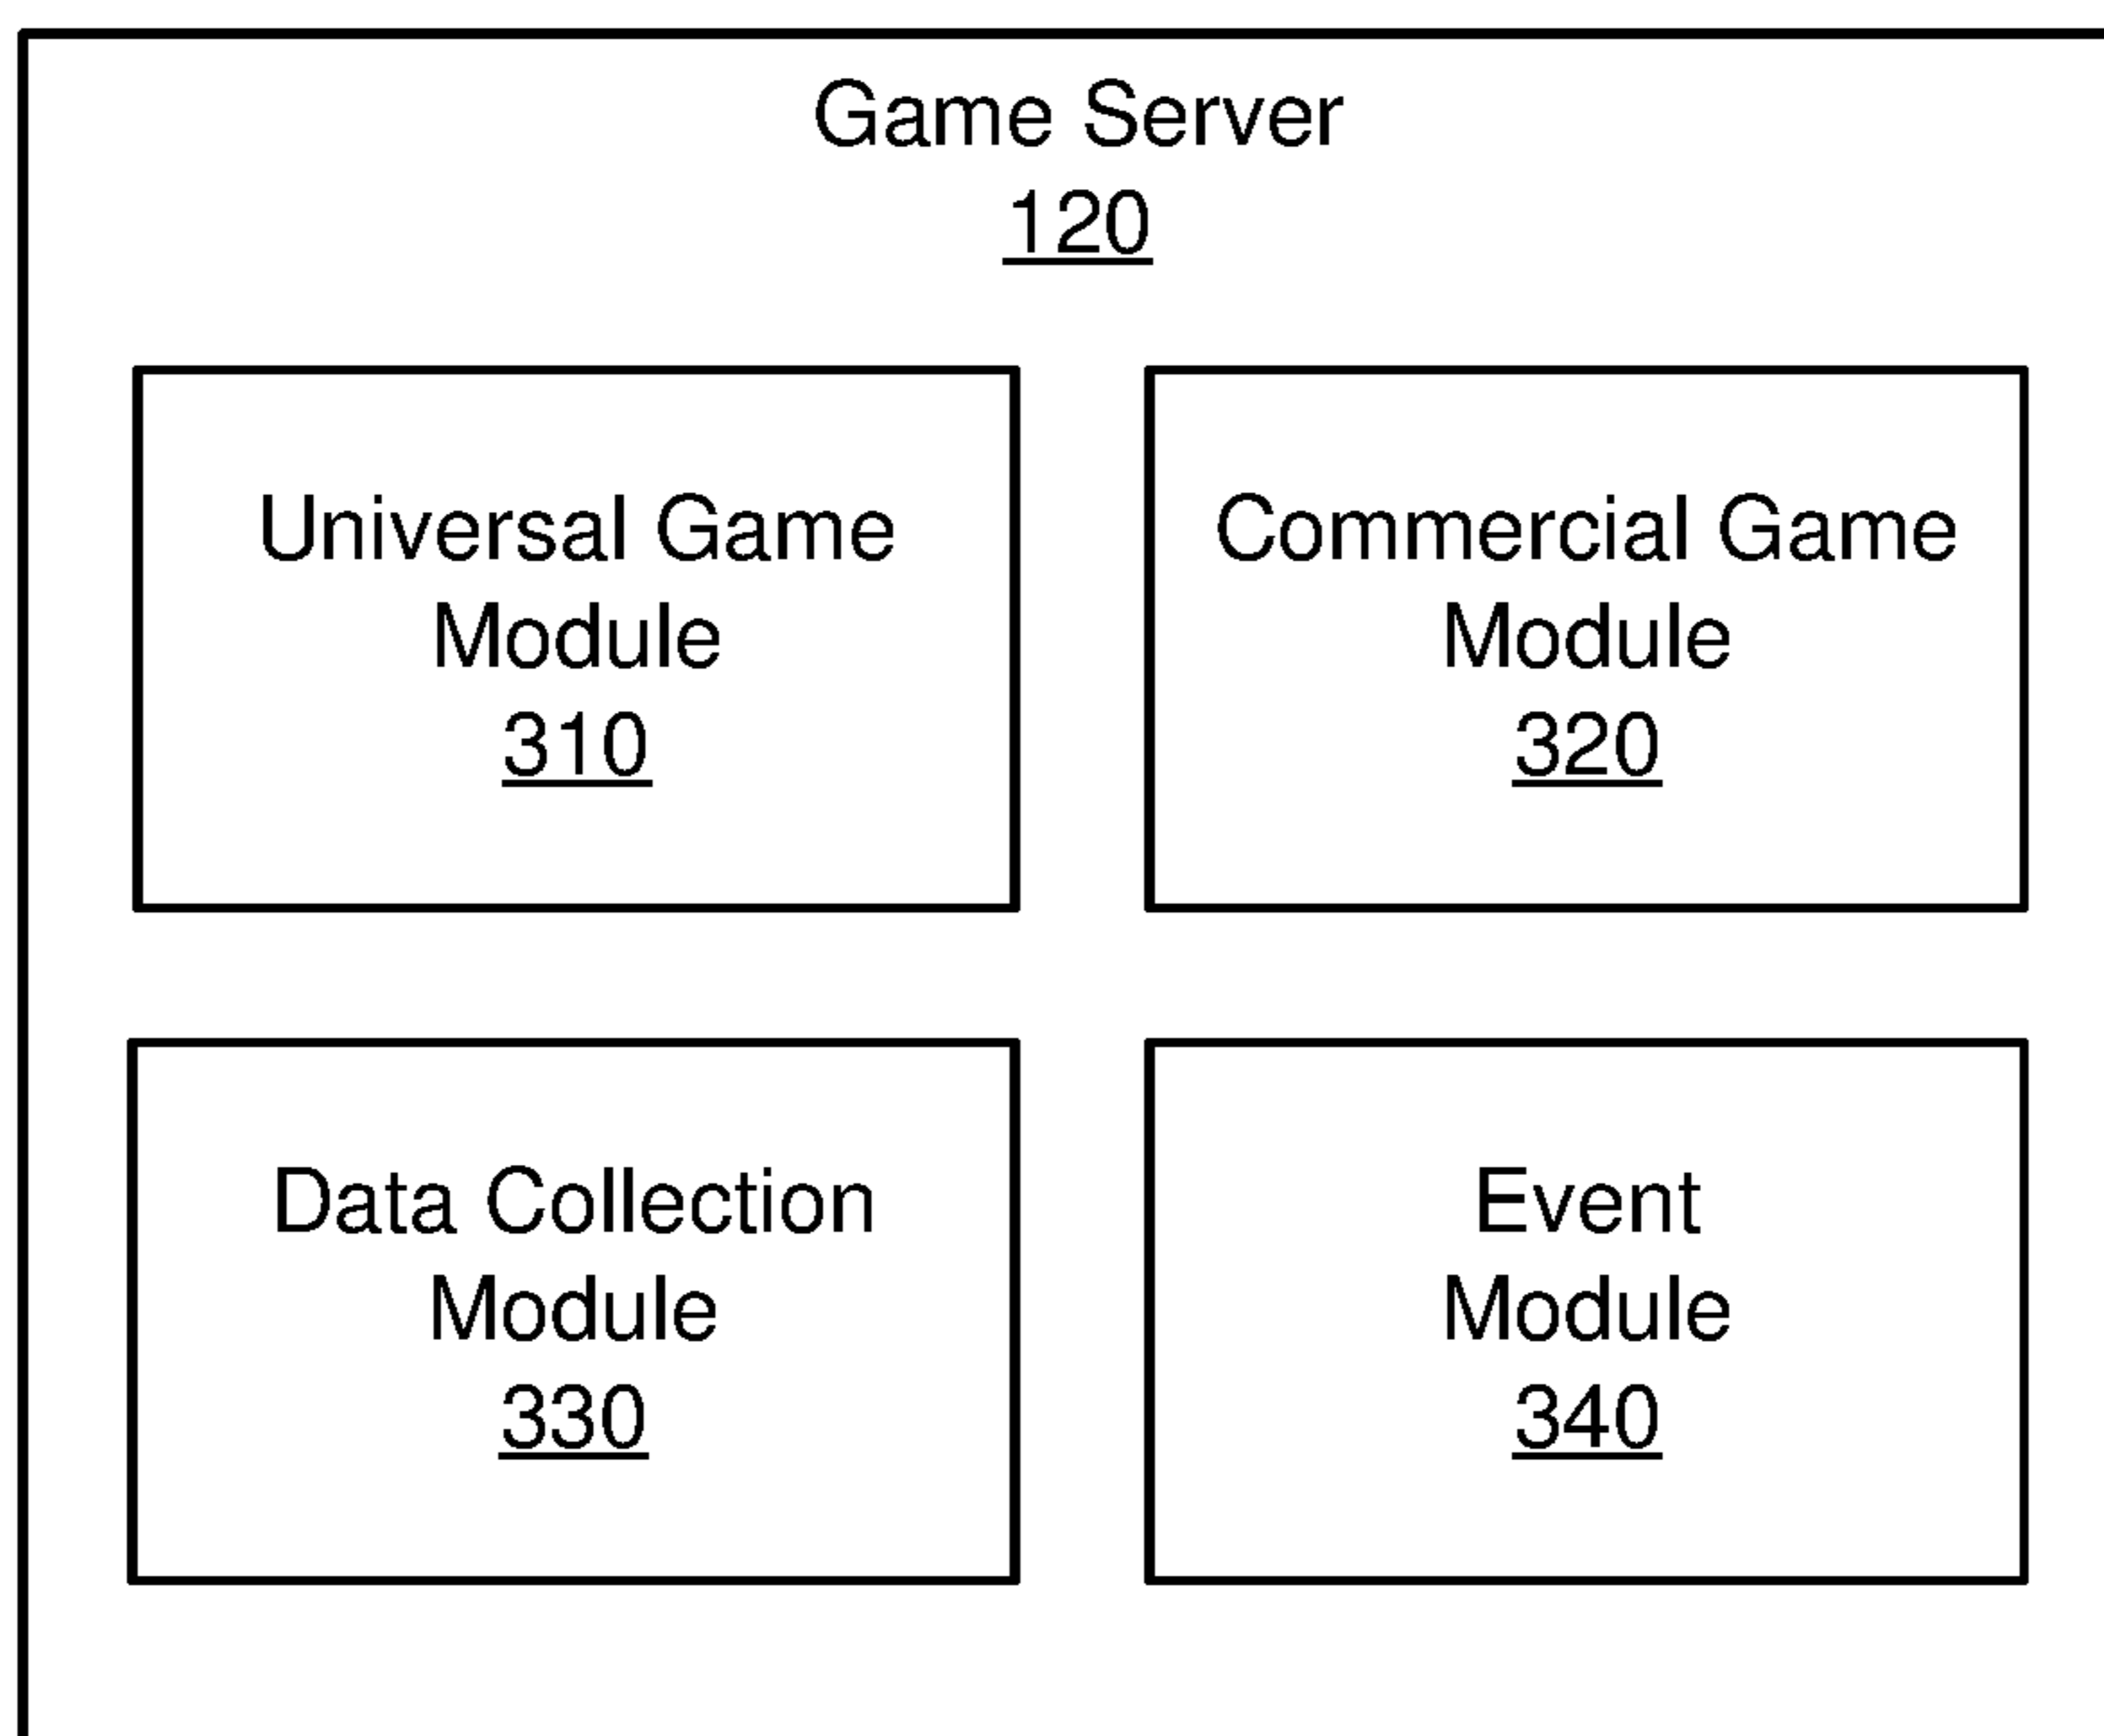 Game Server
120
Universal Game
Module
310
Commercial Game
Module
320
Data Collection
Module
330
Event
Module
340